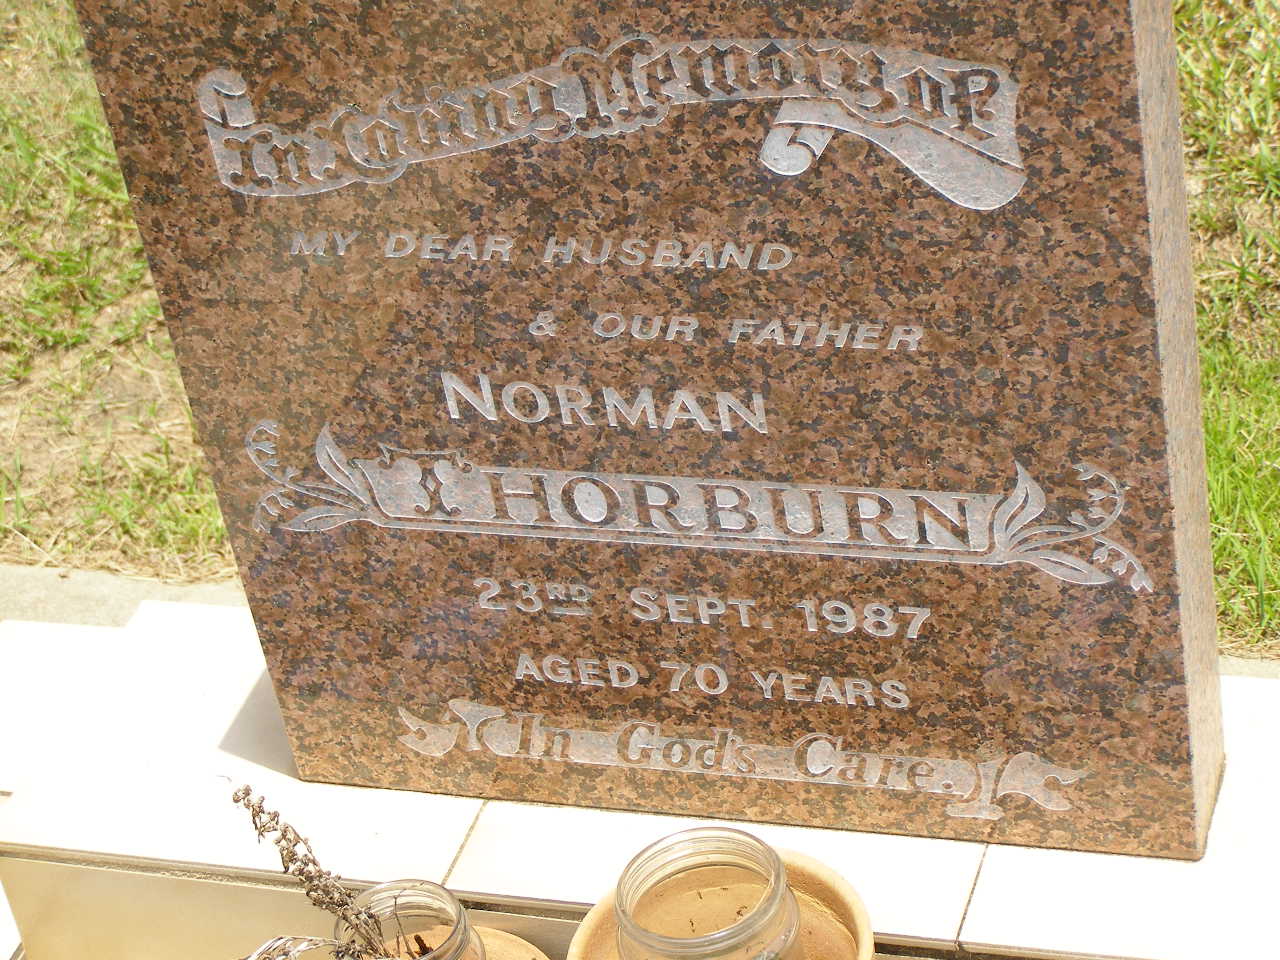 In Loving Memory of
MY DEAR HUSBAND
& OUR FATHER
NORMAN
HORBURN
23RD SEPT. 1987
AGED 70 YEARS
In God's Care.